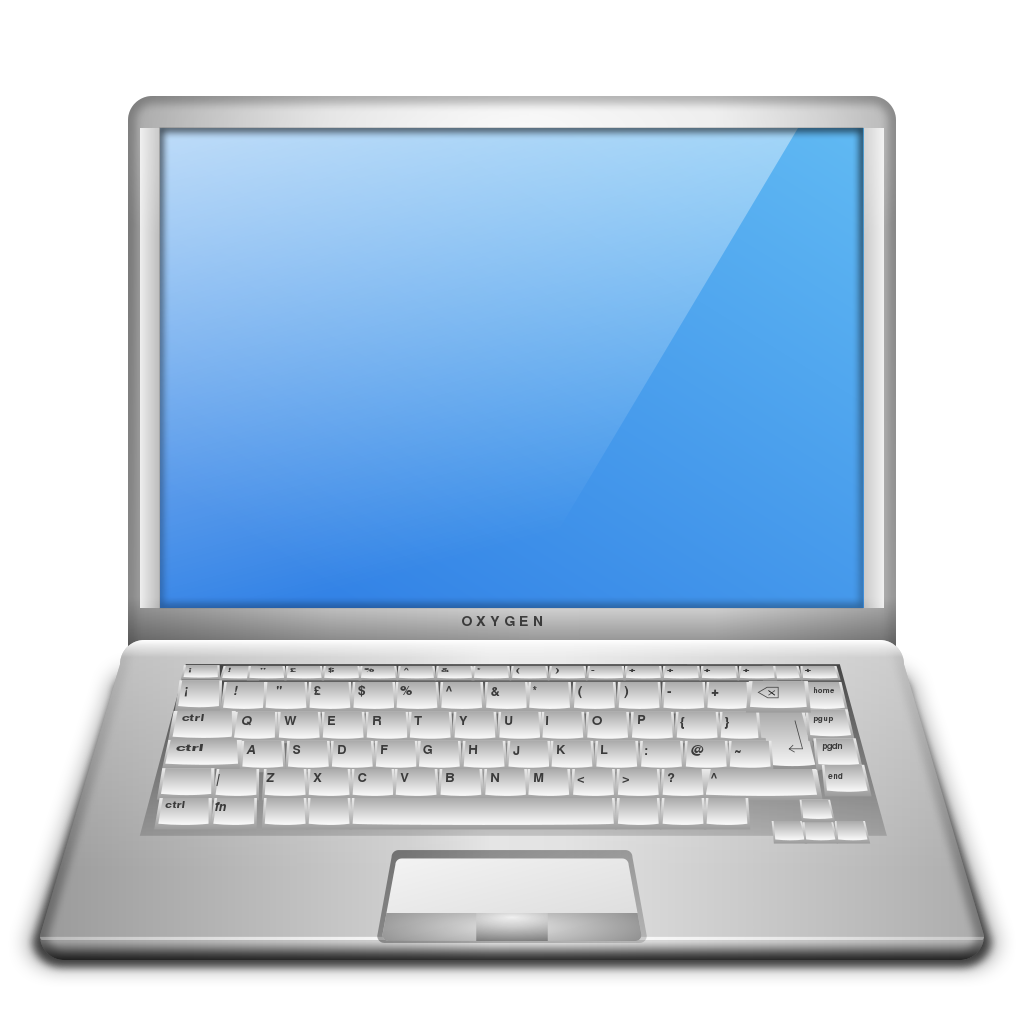 OXYGEN
¡ ! " £ $ % ^ & * ( ) -
¡ ! " £ $ % ^ & * ( ) - + home
ctrl Q W E R T Y U I O P { } pgup
ctrl A S D F G H J K L : @ ~ pgdn
| Z X C V B N M < > ? ^ end
ctrl fn